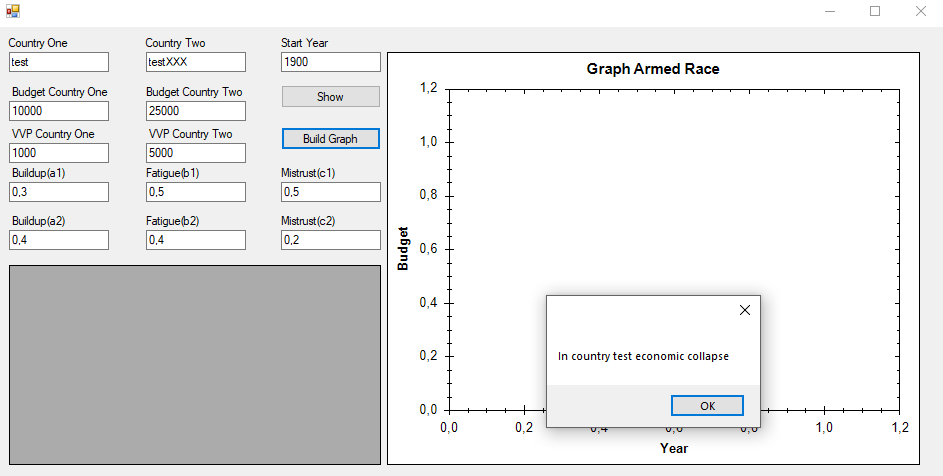 Country One Country Two Start Year
test testXXX 1900
Budget Country One Budget Country Two Show
10000 25000
VVP Country One VVP Country Two Build Graph
1000 5000
Buildup(a1) Fatigue(b1) Mistrust(c1)
0,3 0,5 0,5
Buildup(a2) Fatigue(b2) Mistrust(c2)
0,4 0,4 0,2
Graph Armed Race
1,2
1,0
0,8
0,6
0,4
0,2
0,0
Budget
0,0 0,2 0,4 0,6 0,8 1,0 1,2
Year
In country test economic collapse
OK